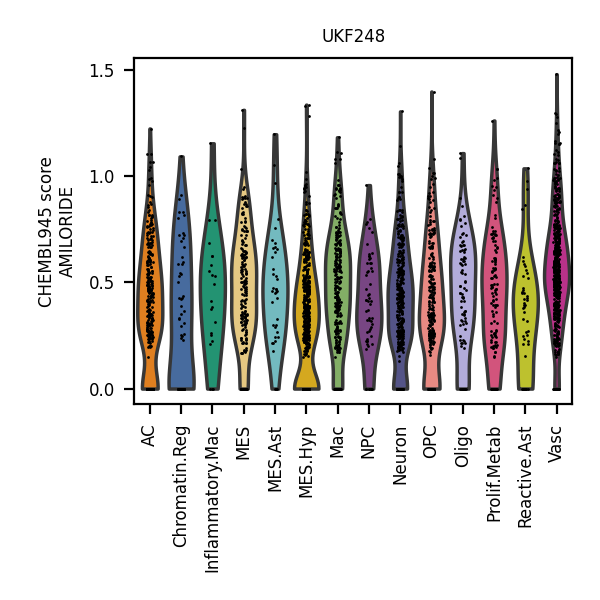 UKF248
CHEMBL945 score
AMILORIDE
1.5
1.0
0.5
0.0
AC
Chromatin.Reg
Inflammatory.Mac
MES
MES.Ast
MES.Hyp
Mac
NPC
Neuron
OPC
Oligo
Prolif.Metab
Reactive.Ast
Vasc